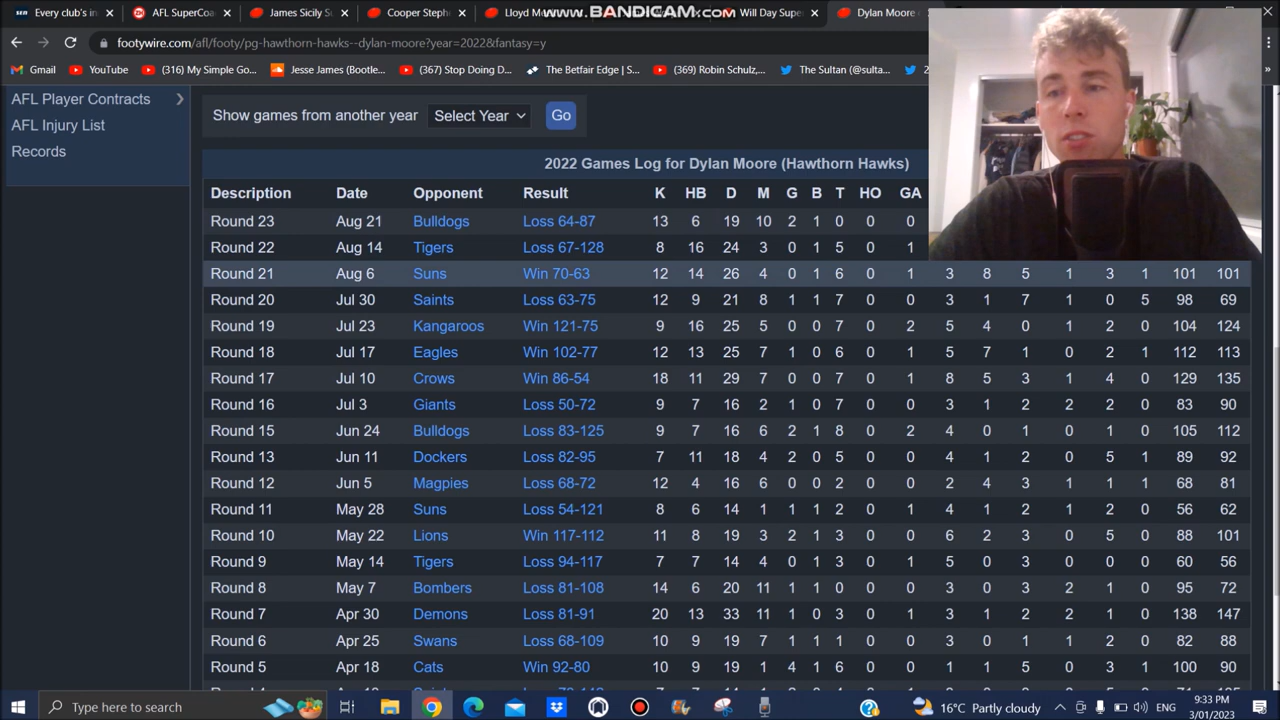 Every club's in
AFL SuperCoa
James Sicily Su
Cooper Steph
Lloyd M
WWW.BANDICAM.COM
Will Day Supe
Dylan Moore
footywire.com/afl/footy/pg-hawthorn-hawks--dylan-moore?year=2022&fantasy=y
Gmail
YouTube
(316) My Simple Go...
Jesse James (Bootle...
(367) Stop Doing D...
The Betfair Edge | S...
(369) Robin Schulz,...
The Sultan (@sulta...
2
AFL Player Contracts
AFL Injury List
Records
Show games from another year Select Year Go
2022 Games Log for Dylan Moore (Hawthorn Hawks)
Description Date Opponent Result K HB D M G B T HO GA
Round 23 Aug 21 Bulldogs Loss 64-87 13 6 19 10 2 1 0 0 0
Round 22 Aug 14 Tigers Loss 67-128 8 16 24 3 0 1 5 0 1
Round 21 Aug 6 Suns Win 70-63 12 14 26 4 0 1 6 0 1 3 8 5 1 3 1 101 101
Round 20 Jul 30 Saints Loss 63-75 12 9 21 8 1 1 7 0 0 3 1 7 1 0 5 98 69
Round 19 Jul 23 Kangaroos Win 121-75 9 16 25 5 0 0 7 0 2 5 4 0 1 2 0 104 124
Round 18 Jul 17 Eagles Win 102-77 12 13 25 7 1 0 6 0 1 5 7 1 0 2 1 112 113
Round 17 Jul 10 Crows Win 86-54 18 11 29 7 0 0 7 0 1 8 5 3 1 4 0 129 135
Round 16 Jul 3 Giants Loss 50-72 9 7 16 2 1 0 7 0 0 3 1 2 2 2 0 83 90
Round 15 Jun 24 Bulldogs Loss 83-125 9 7 16 6 2 1 8 0 2 4 0 1 0 1 0 105 112
Round 13 Jun 11 Dockers Loss 82-95 7 11 18 4 2 0 5 0 0 4 1 2 0 5 1 89 92
Round 12 Jun 5 Magpies Loss 68-72 12 4 16 6 0 0 2 0 0 2 4 3 1 1 1 68 81
Round 11 May 28 Suns Loss 54-121 8 6 14 1 1 1 2 0 1 4 1 2 1 2 0 56 62
Round 10 May 22 Lions Win 117-112 11 8 19 3 2 1 3 0 0 6 2 3 0 5 0 88 101
Round 9 May 14 Tigers Loss 94-117 7 7 14 4 0 1 3 0 1 5 0 3 0 0 0 60 56
Round 8 May 7 Bombers Loss 81-108 14 6 20 11 1 1 0 0 0 3 0 3 2 1 0 95 72
Round 7 Apr 30 Demons Loss 81-91 20 13 33 11 1 0 3 0 1 3 1 2 2 1 0 138 147
Round 6 Apr 25 Swans Loss 68-109 10 9 19 7 1 1 1 0 0 3 0 1 1 2 0 82 88
Round 5 Apr 18 Cats Win 92-80 10 9 19 1 4 1 6 0 0 1 1 5 0 3 1 100 90
Type here to search
16°C Partly cloudy
ENG
9:33 PM
3/01/2023